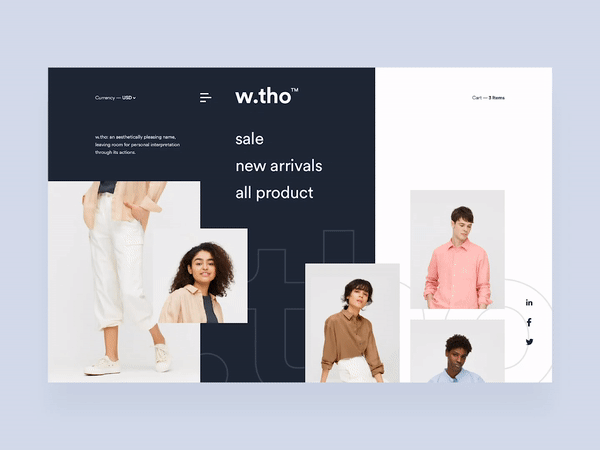 Currency — USD
w.tho™
Cart — 3 Items
w.tho: an aesthetically pleasing name,
leaving room for personal interpretation
through its actions.
sale
new arrivals
all product
.tho
in
f